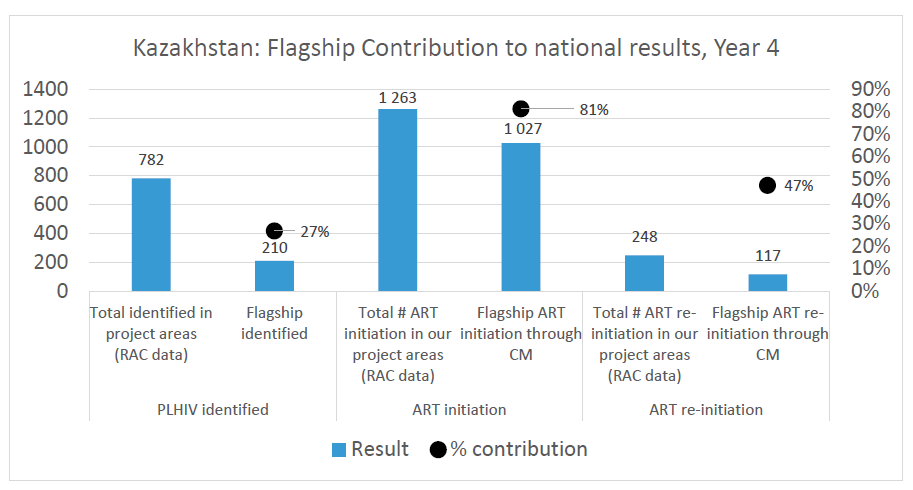 Kazakhstan: Flagship Contribution to national results, Year 4
1400
1200
1000
800
600
400
200
0
90%
80%
70%
60%
50%
40%
30%
20%
10%
0%
782
27%
210
1 263
81%
1 027
248
47%
117
Total identified in
project areas
(RAC data)
Flagship
identified
Total # ART
initiation in our
project areas
(RAC data)
Flagship ART
initiation through
CM
Total # ART re-
initiation in our
project areas
(RAC data)
Flagship ART re-
initiation through
CM
PLHIV identified
ART initiation
ART re-initiation
Result
% contribution